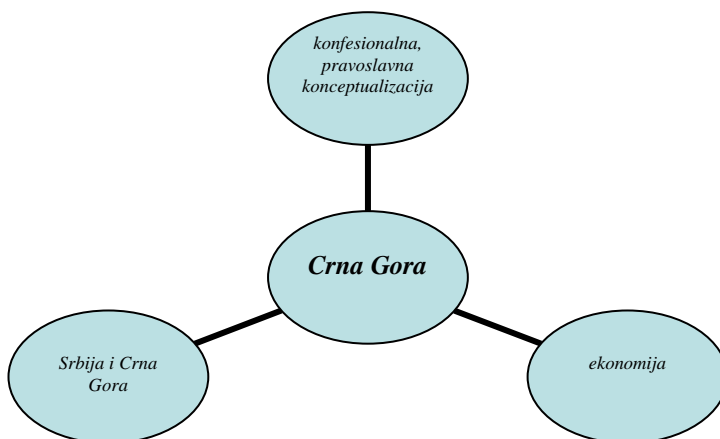 konfesionalna,
pravoslavna
konceptualizacija
Crna Gora
Srbija i Crna
Gora
ekonomija